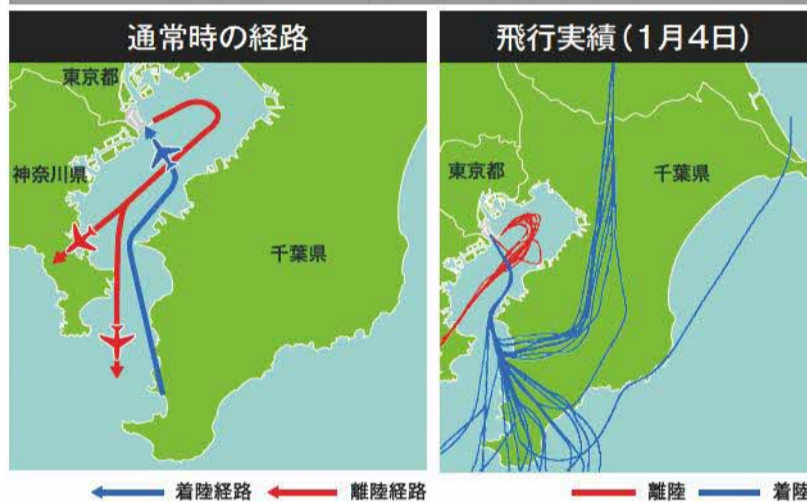 通常時の経路
東京都
神奈川県
千葉県
着陸経路 離陸経路
飛行実績(1月4日)
東京都
千葉県
離陸 着陸